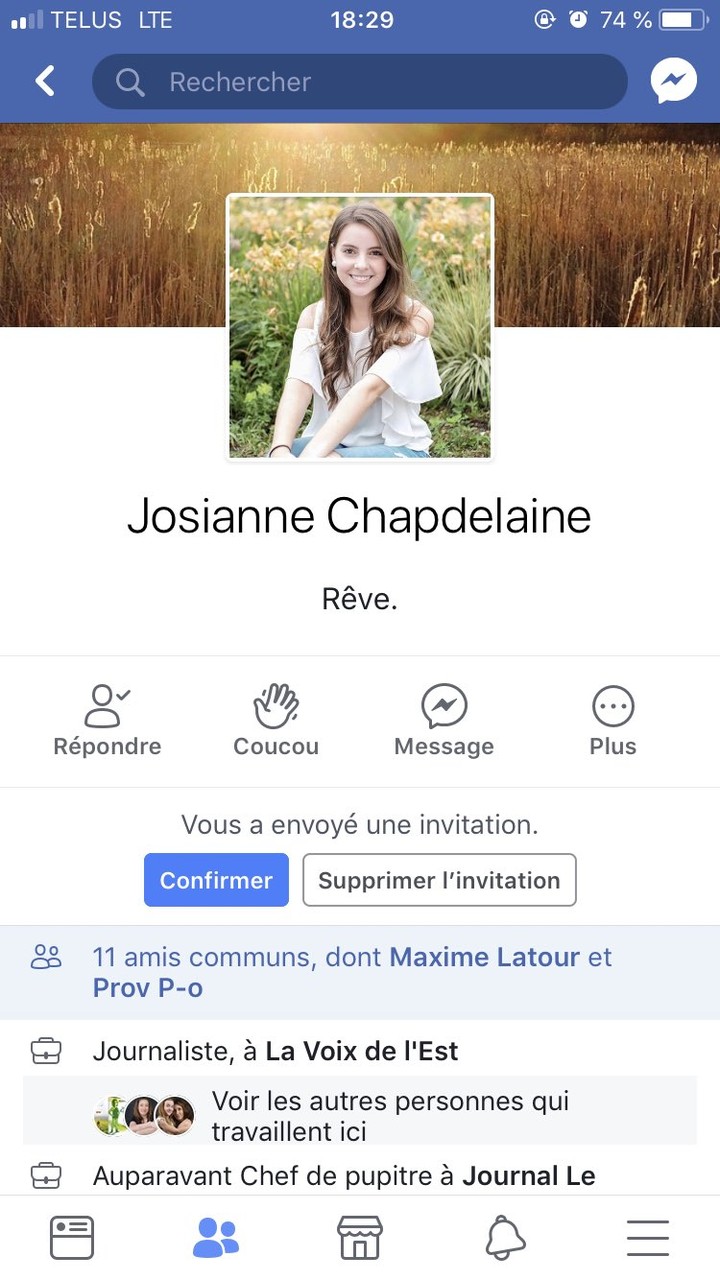 TELUS LTE 18:29 74 %
Rechercher
Josianne Chapdelaine
Rêve.
Répondre Coucou Message Plus
Vous a envoyé une invitation.
Confirmer Supprimer l'invitation
11 amis communs, dont Maxime Latour et
Prov P-o
Journaliste, à La Voix de l'Est
Voir les autres personnes qui
travaillent ici
Auparavant Chef de pupitre à Journal Le